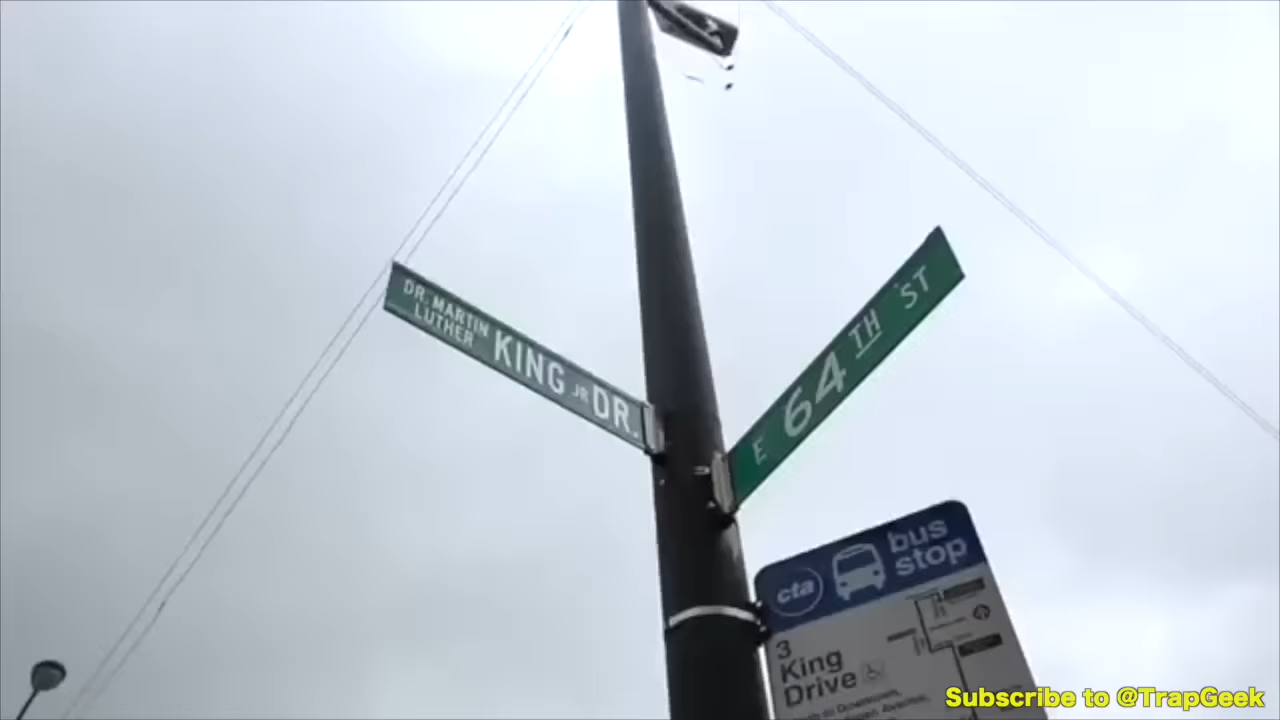 DR. MARTIN
LUTHER
KING JR DR.
E 64TH ST
cta
bus
stop
3
King
Drive
Subscribe to @TrapGeek